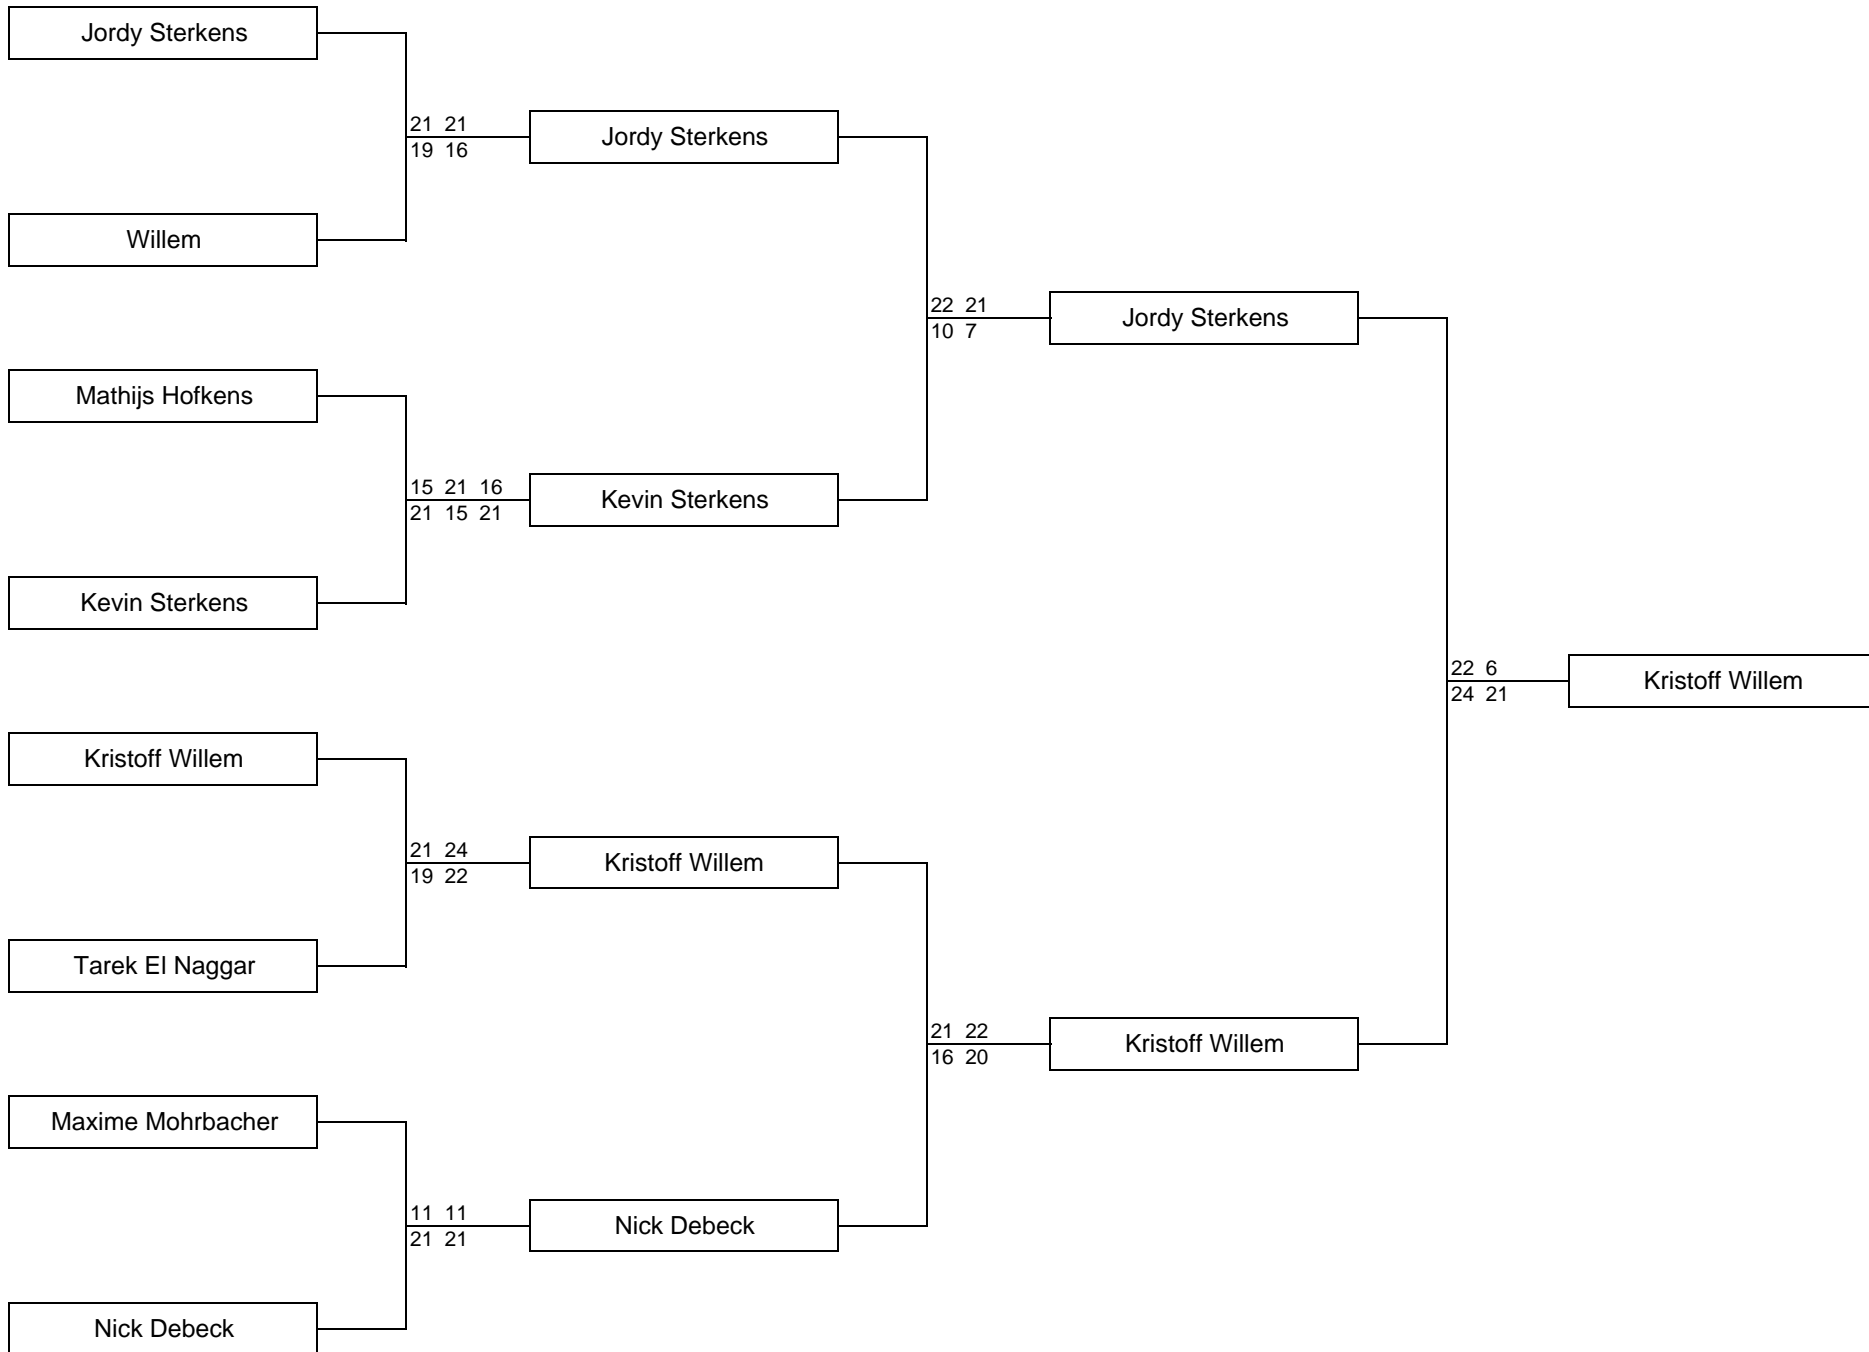 Jordy Sterkens
21 21
19 16
Jordy Sterkens
Willem
22 21
10 7
Jordy Sterkens
Mathijs Hofkens
15 21 16
21 15 21
Kevin Sterkens
Kevin Sterkens
22 6
24 21
Kristoff Willem
Kristoff Willem
21 24
19 22
Kristoff Willem
Tarek El Naggar
21 22
16 20
Kristoff Willem
Maxime Mohrbacher
11 11
21 21
Nick Debeck
Nick Debeck